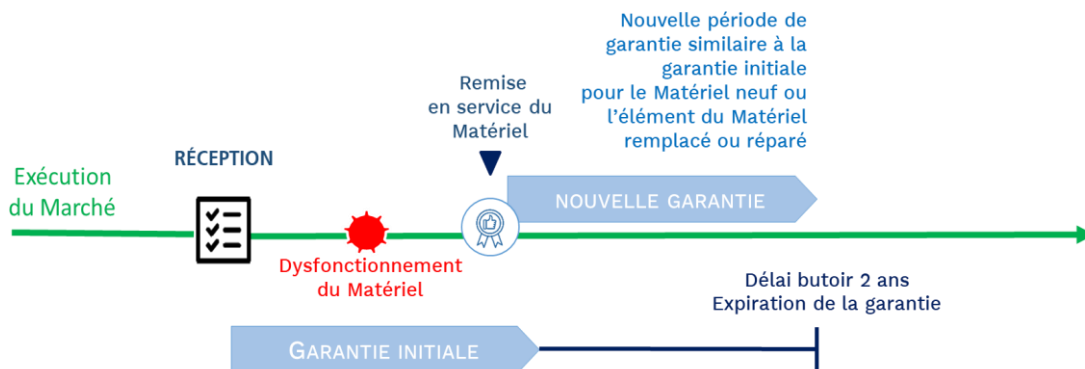 Nouvelle période de
garantie similaire à la
garantie initiale
pour le Matériel neuf ou
l'élément du Matériel
remplacé ou réparé
Remise
en service du
Matériel
RÉCEPTION
Exécution
du Marché
NOUVELLE GARANTIE
Dysfonctionnement
du Matériel
Délai butoir 2 ans
Expiration de la garantie
GARANTIE INITIALE